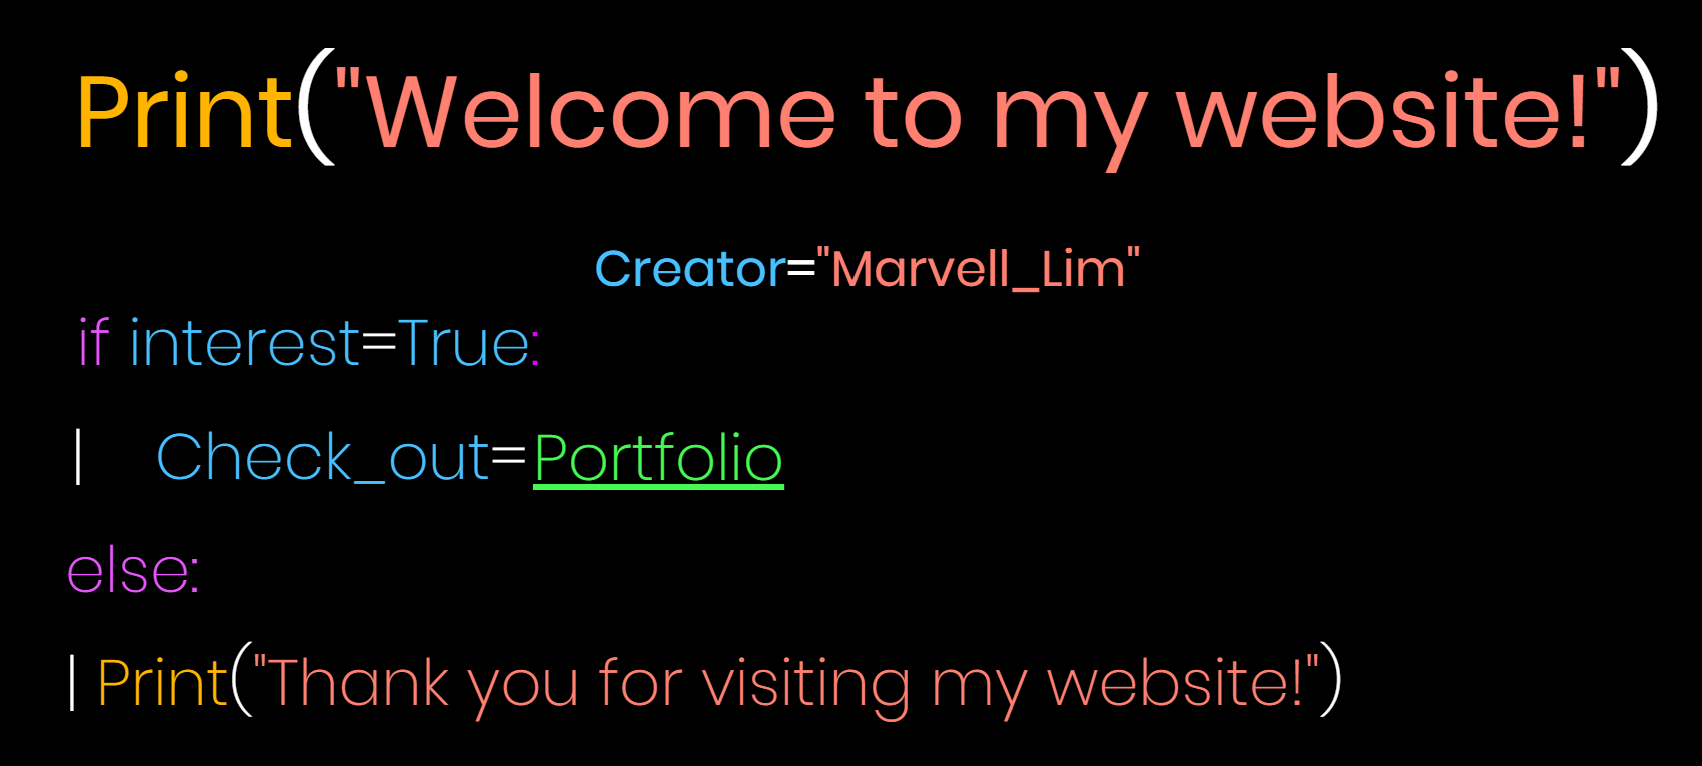 Print("Welcome to my website!")
Creator="Marvell_Lim"
if interest=True:
|    Check_out=Portfolio
else:
| Print("Thank you for visiting my website!")